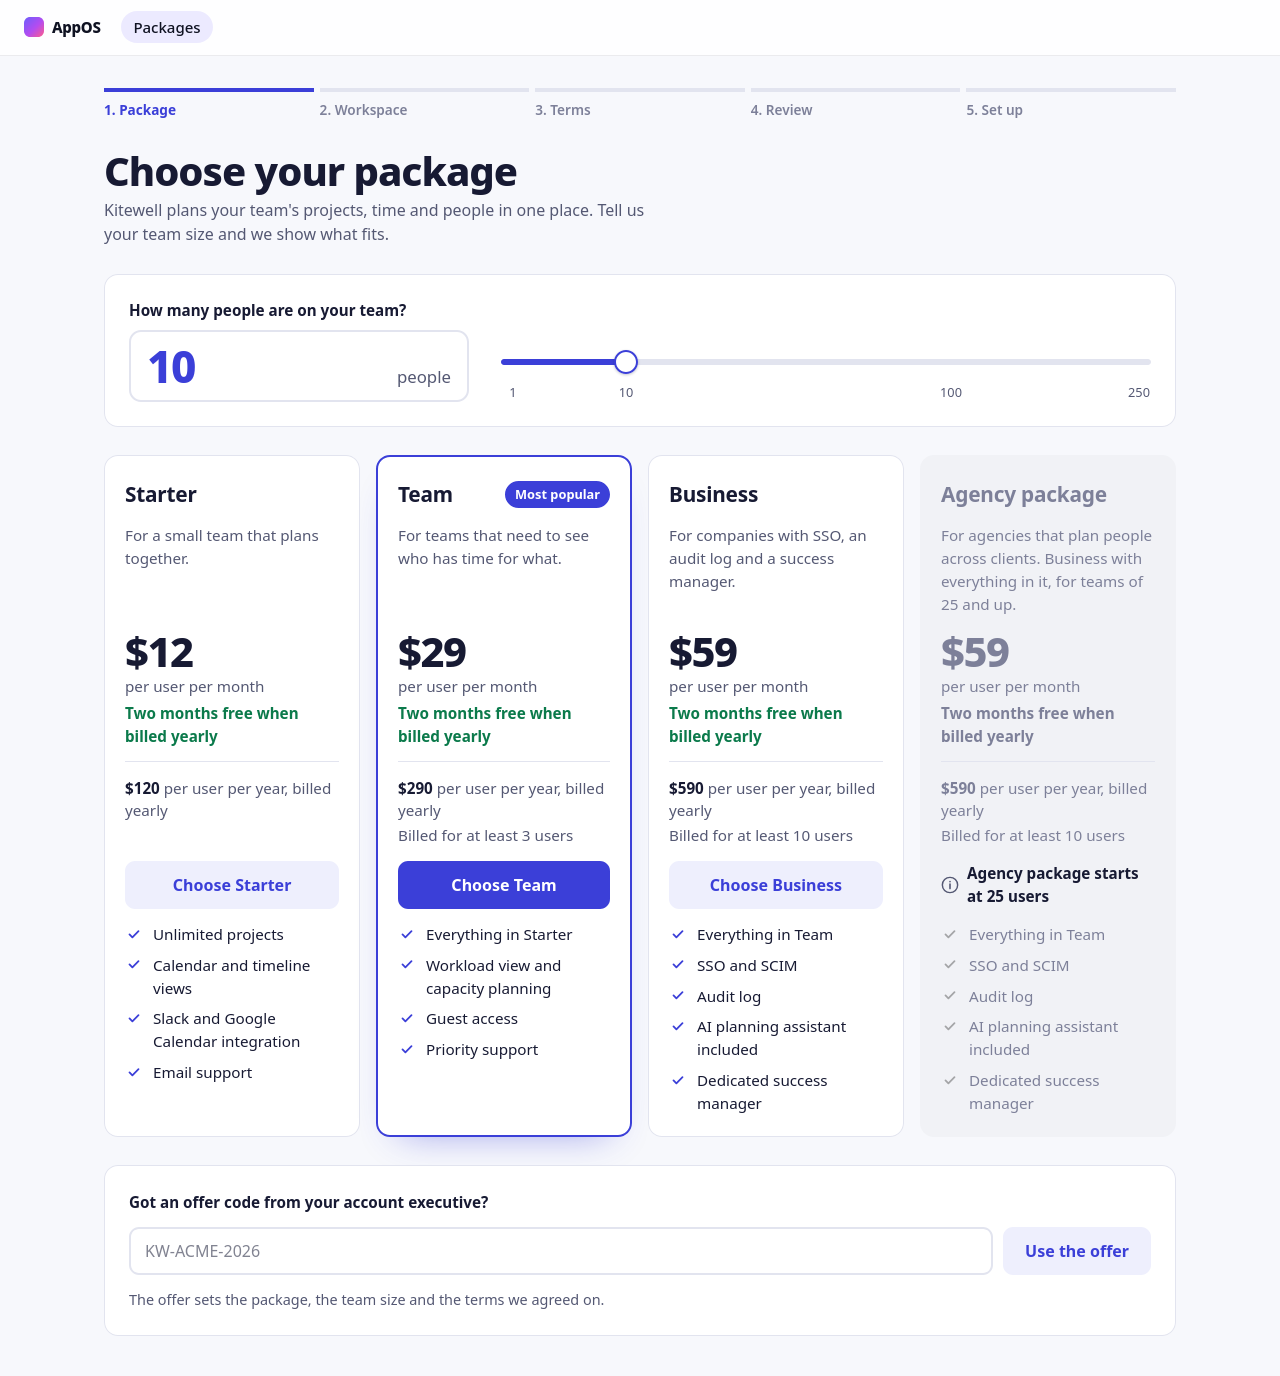 AppOS
Packages
1. Package
2. Workspace
3. Terms
4. Review
5. Set up
Choose your package
Kitewell plans your team's projects, time and people in one place. Tell us
your team size and we show what fits.
How many people are on your team?
10
people
1
10
100
250
Starter
For a small team that plans
together.
$12
per user per month
Two months free when
billed yearly
$120 per user per year, billed
yearly
Choose Starter
Unlimited projects
Calendar and timeline
views
Slack and Google
Calendar integration
Email support
Team
Most popular
For teams that need to see
who has time for what.
$29
per user per month
Two months free when
billed yearly
$290 per user per year, billed
yearly
Billed for at least 3 users
Choose Team
Everything in Starter
Workload view and
capacity planning
Guest access
Priority support
Business
For companies with SSO, an
audit log and a success
manager.
$59
per user per month
Two months free when
billed yearly
$590 per user per year, billed
yearly
Billed for at least 10 users
Choose Business
Everything in Team
SSO and SCIM
Audit log
AI planning assistant
included
Dedicated success
manager
Agency package
For agencies that plan people
across clients. Business with
everything in it, for teams of
25 and up.
$59
per user per month
Two months free when
billed yearly
$590 per user per year, billed
yearly
Billed for at least 10 users
Agency package starts
at 25 users
Everything in Team
SSO and SCIM
Audit log
AI planning assistant
included
Dedicated success
manager
Got an offer code from your account executive?
KW-ACME-2026
Use the offer
The offer sets the package, the team size and the terms we agreed on.